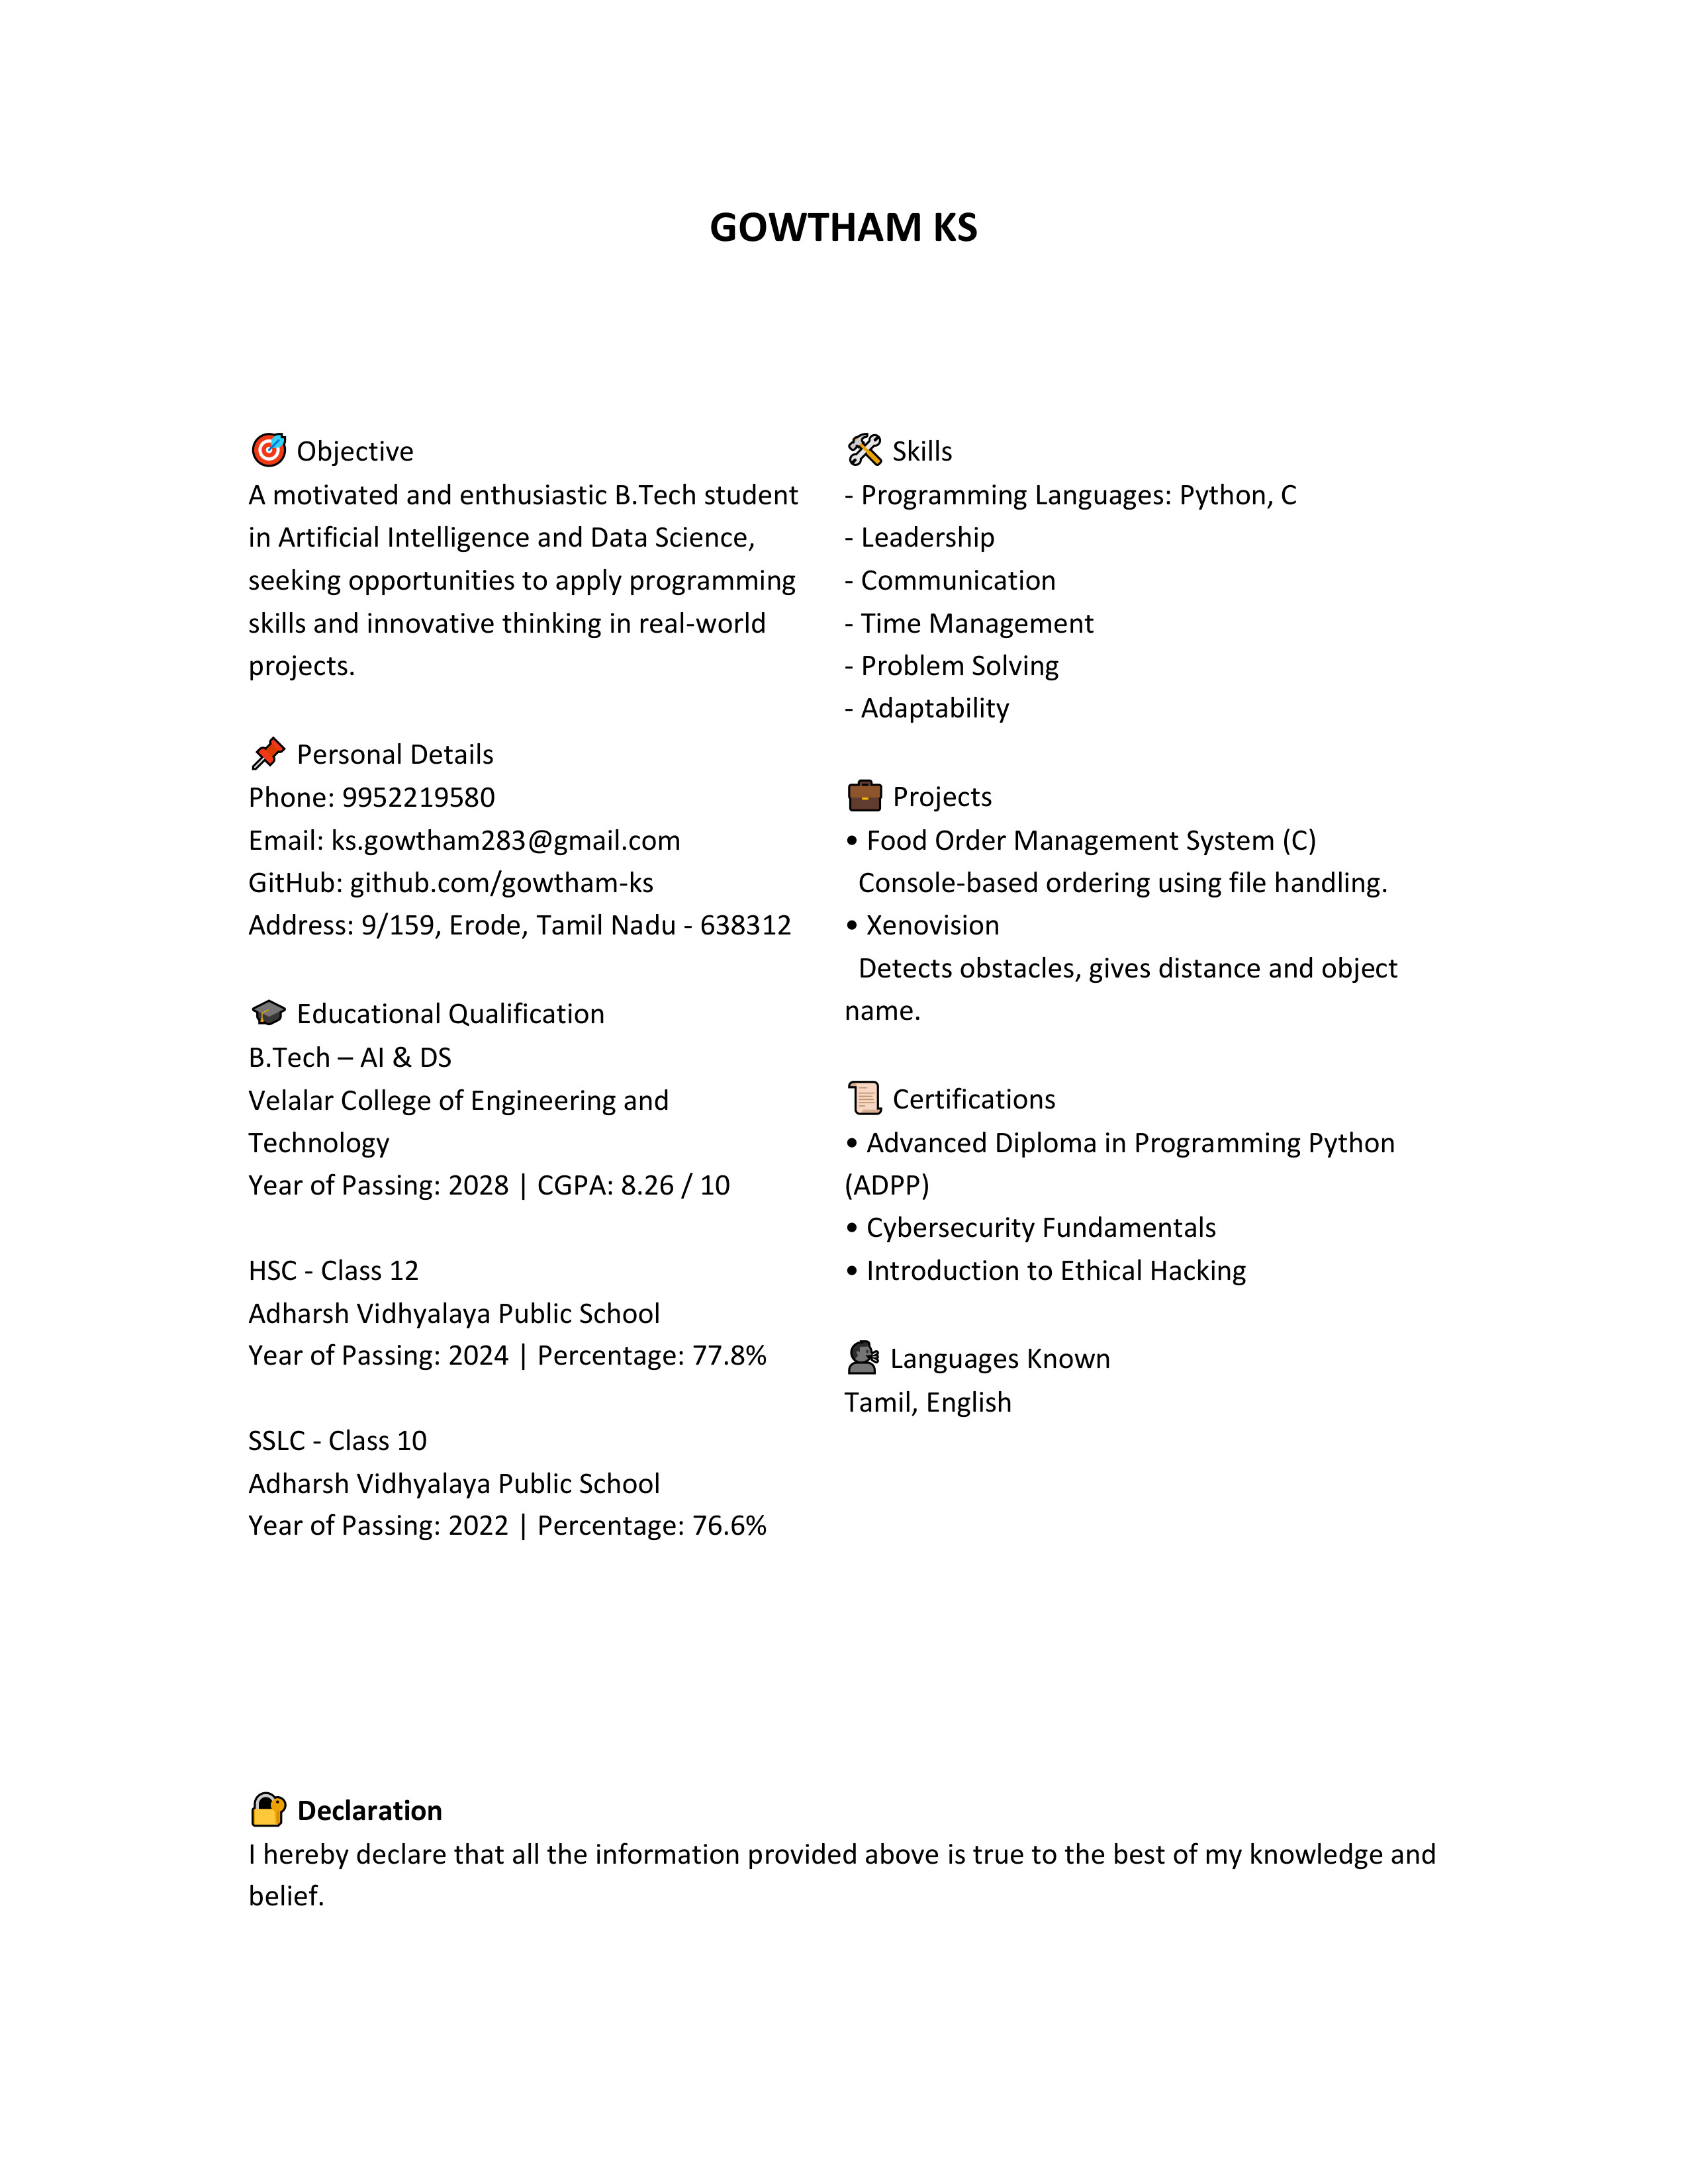 GOWTHAM KS
🎯 Objective
A motivated and enthusiastic B.Tech student
in Artificial Intelligence and Data Science,
seeking opportunities to apply programming
skills and innovative thinking in real-world
projects.
📌 Personal Details
Phone: 9952219580
Email: ks.gowtham283@gmail.com
GitHub: github.com/gowtham-ks
Address: 9/159, Erode, Tamil Nadu - 638312
🎓 Educational Qualification
B.Tech – AI & DS
Velalar College of Engineering and
Technology
Year of Passing: 2028 | CGPA: 8.26 / 10
HSC - Class 12
Adharsh Vidhyalaya Public School
Year of Passing: 2024 | Percentage: 77.8%
SSLC - Class 10
Adharsh Vidhyalaya Public School
Year of Passing: 2022 | Percentage: 76.6%
🛠 Skills
- Programming Languages: Python, C
- Leadership
- Communication
- Time Management
- Problem Solving
- Adaptability
💼 Projects
• Food Order Management System (C)
Console-based ordering using file handling.
• Xenovision
Detects obstacles, gives distance and object
name.
📜 Certifications
• Advanced Diploma in Programming Python
(ADPP)
• Cybersecurity Fundamentals
• Introduction to Ethical Hacking
🗣 Languages Known
Tamil, English
🔐 Declaration
I hereby declare that all the information provided above is true to the best of my knowledge and
belief.